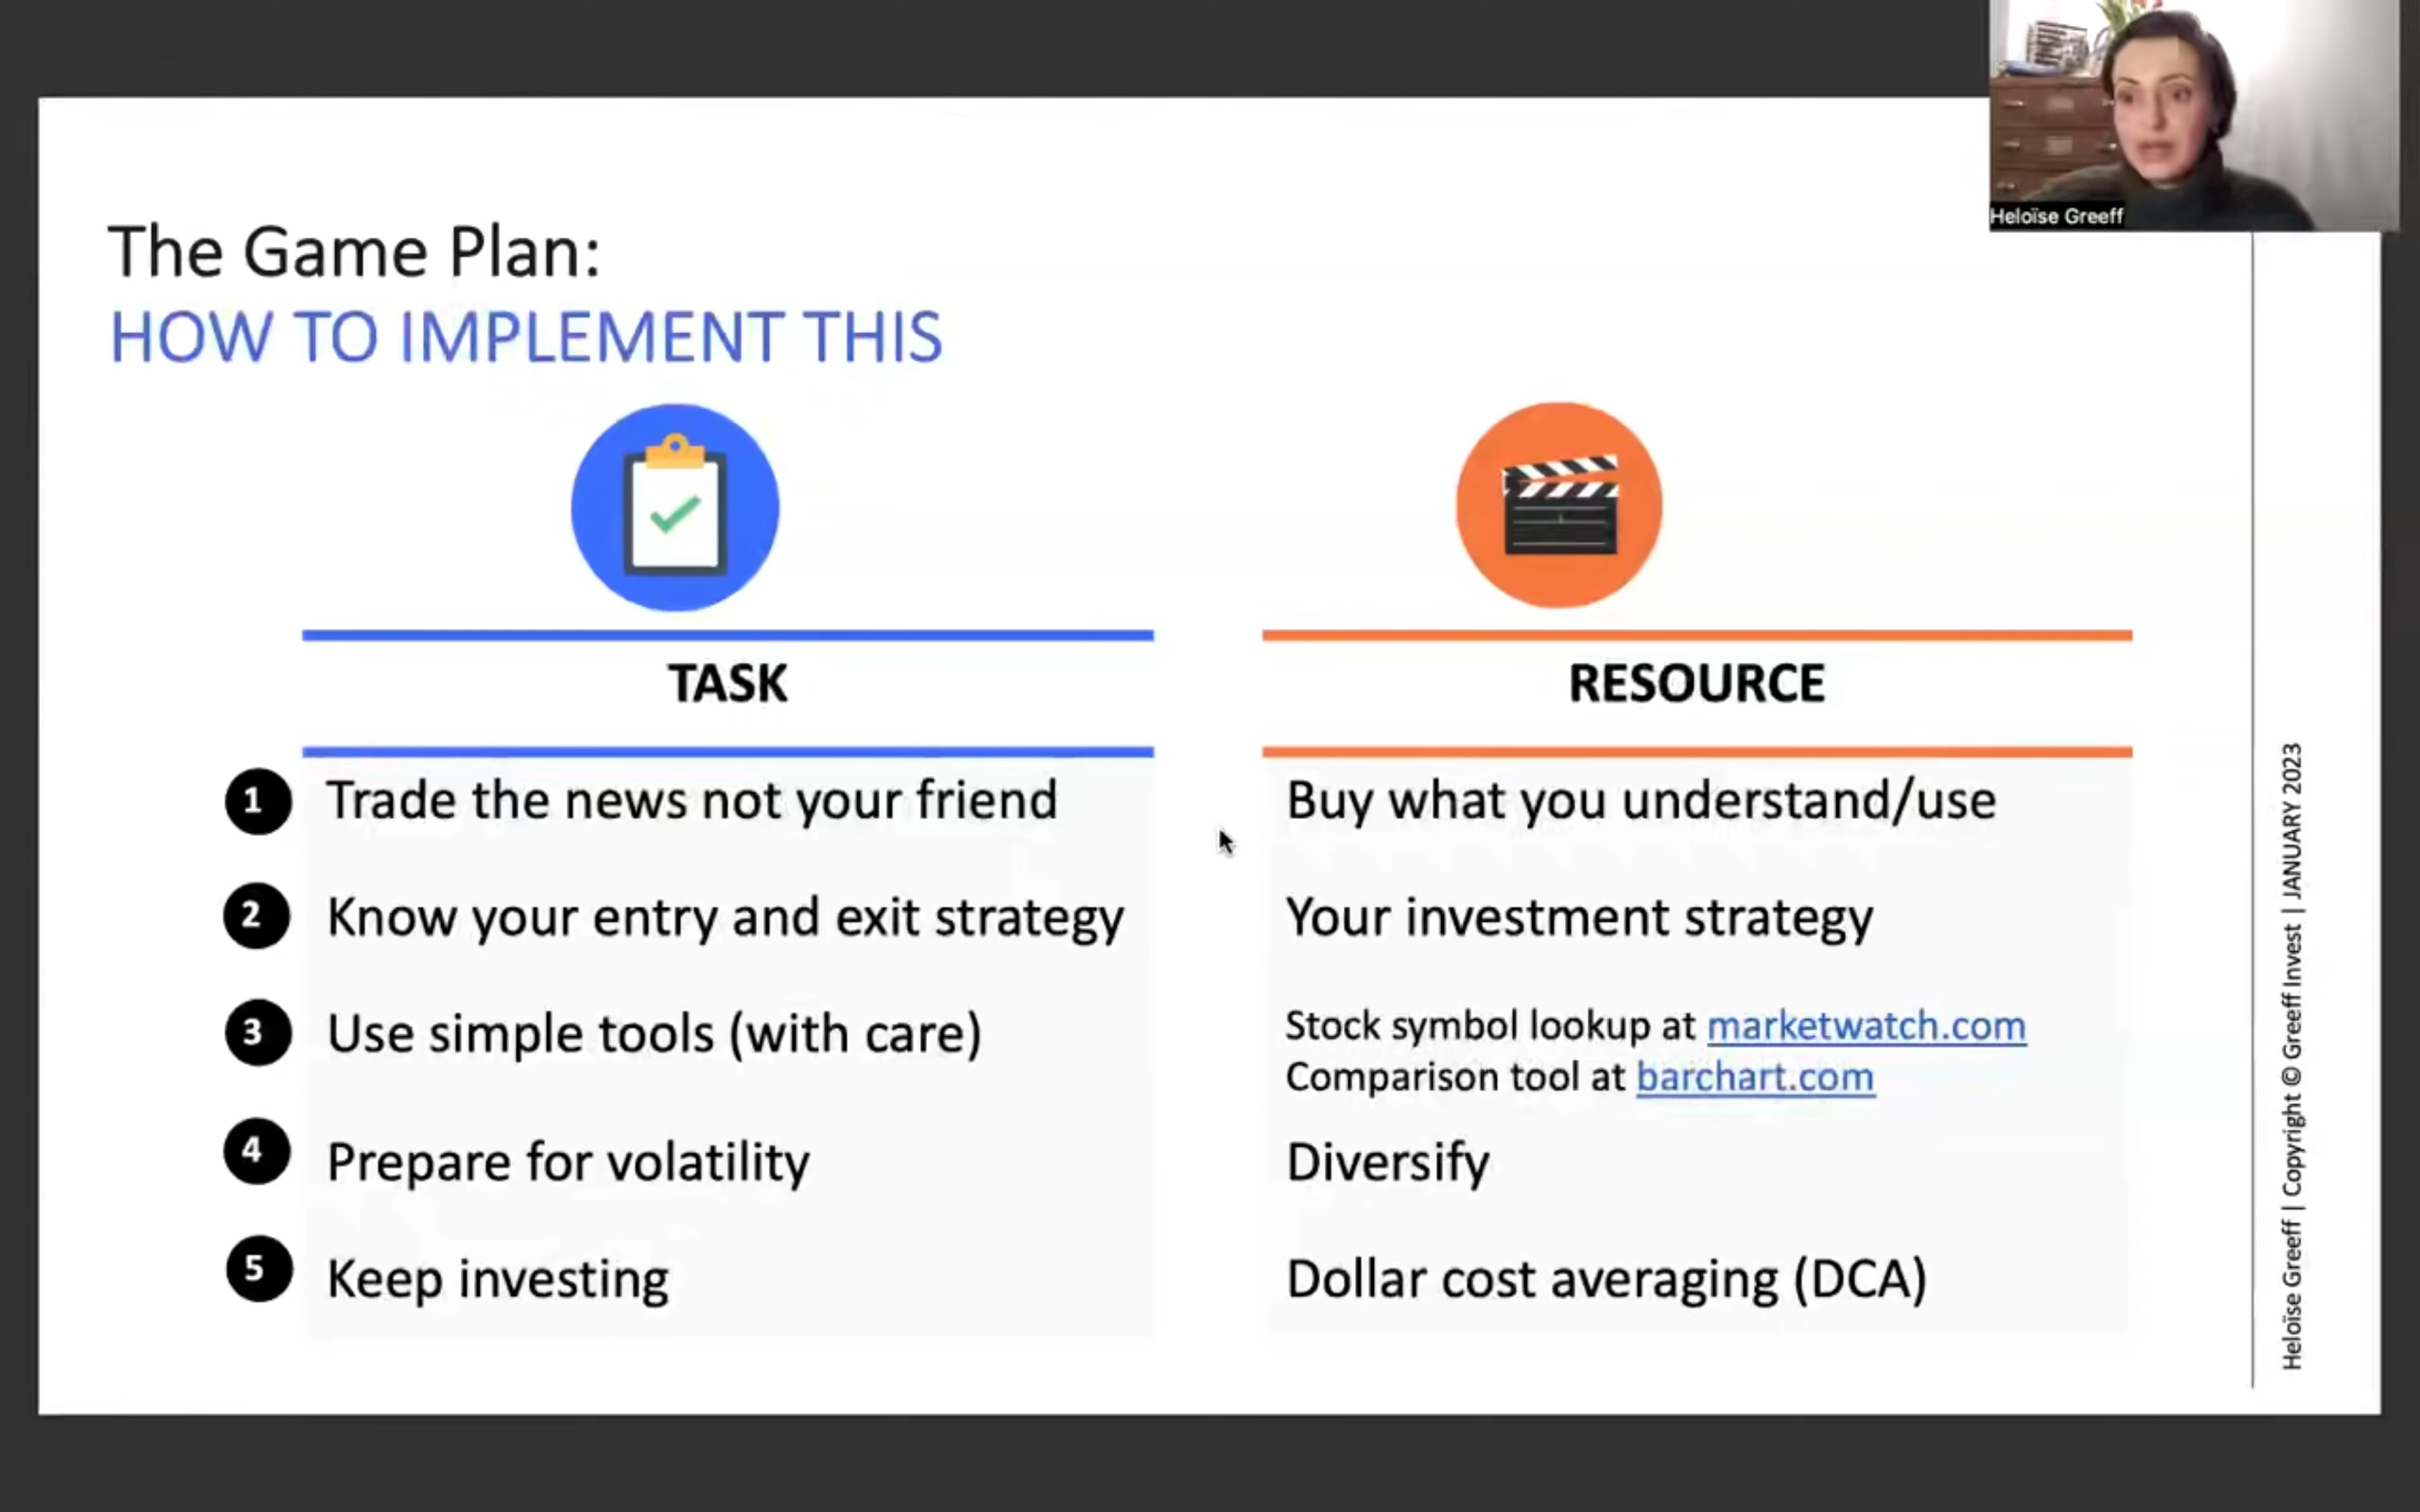 Heloïse Greeff
The Game Plan:
HOW TO IMPLEMENT THIS
TASK
RESOURCE
1 Trade the news not your friend
Buy what you understand/use
2 Know your entry and exit strategy
Your investment strategy
3 Use simple tools (with care)
Stock symbol lookup at marketwatch.com
Comparison tool at barchart.com
4 Prepare for volatility
Diversify
5 Keep investing
Dollar cost averaging (DCA)
Heloïse Greeff | Copyright © Greeff Invest | JANUARY 2023